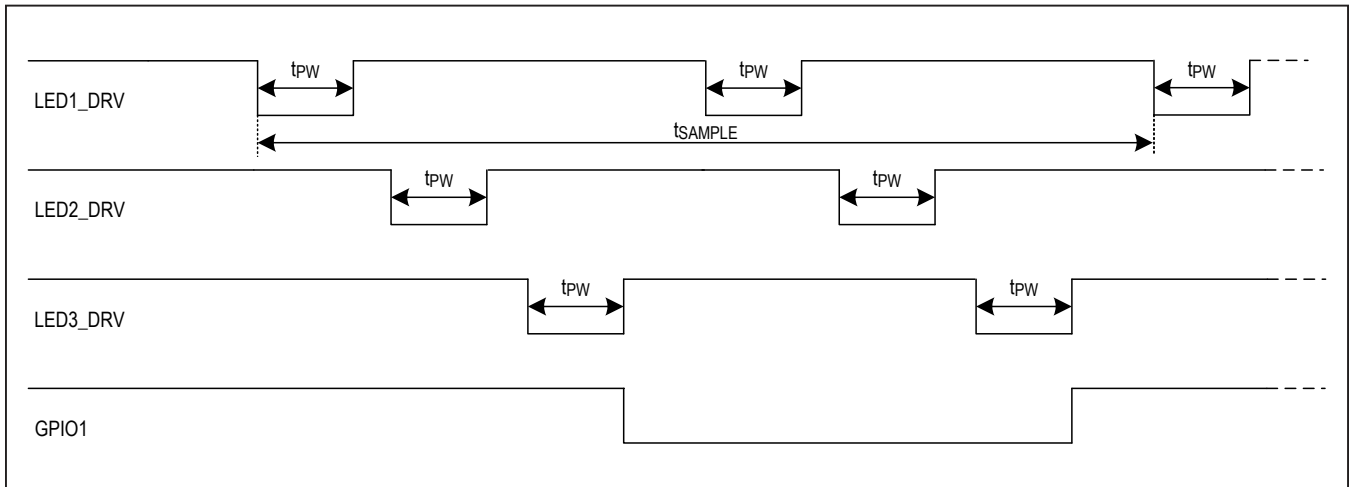 tPW tPW tPW
LED1_DRV
tSAMPLE
tPW tPW
LED2_DRV
tPW tPW
LED3_DRV
GPIO1